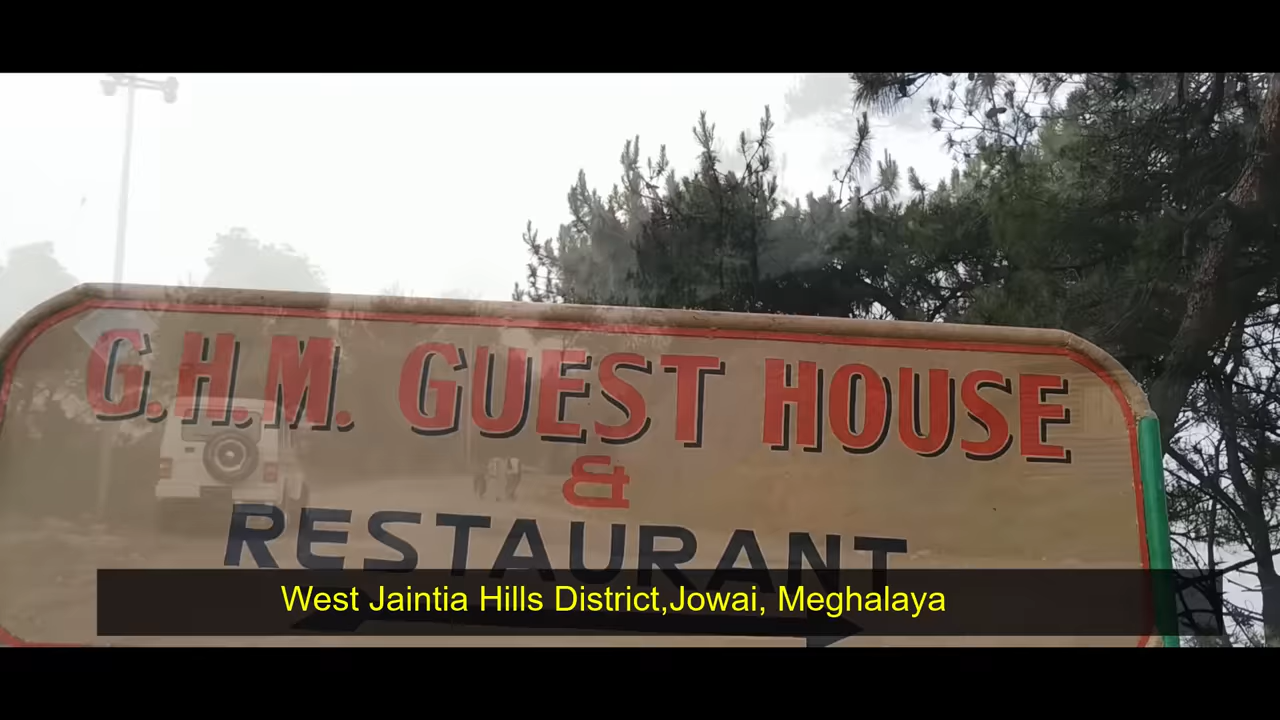 G.H.M. GUEST HOUSE
&
RESTAURANT
West Jaintia Hills District,Jowai, Meghalaya